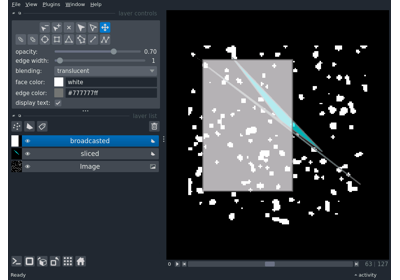 File View Plugins Window Help
layer controls
opacity: 0.70
edge width: 1
blending: translucent
face color: white
edge color: #777777ff
display text:
layer list
broadcasted
sliced
Image
63 127
Ready
activity